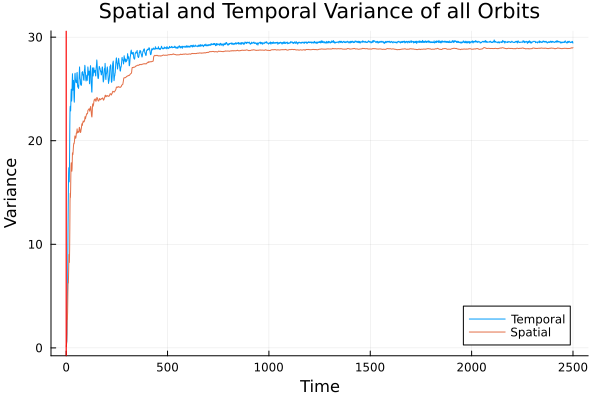 Spatial and Temporal Variance of all Orbits
30
20
10
0
Variance
0 500 1000 1500 2000 2500
Time
Temporal
Spatial